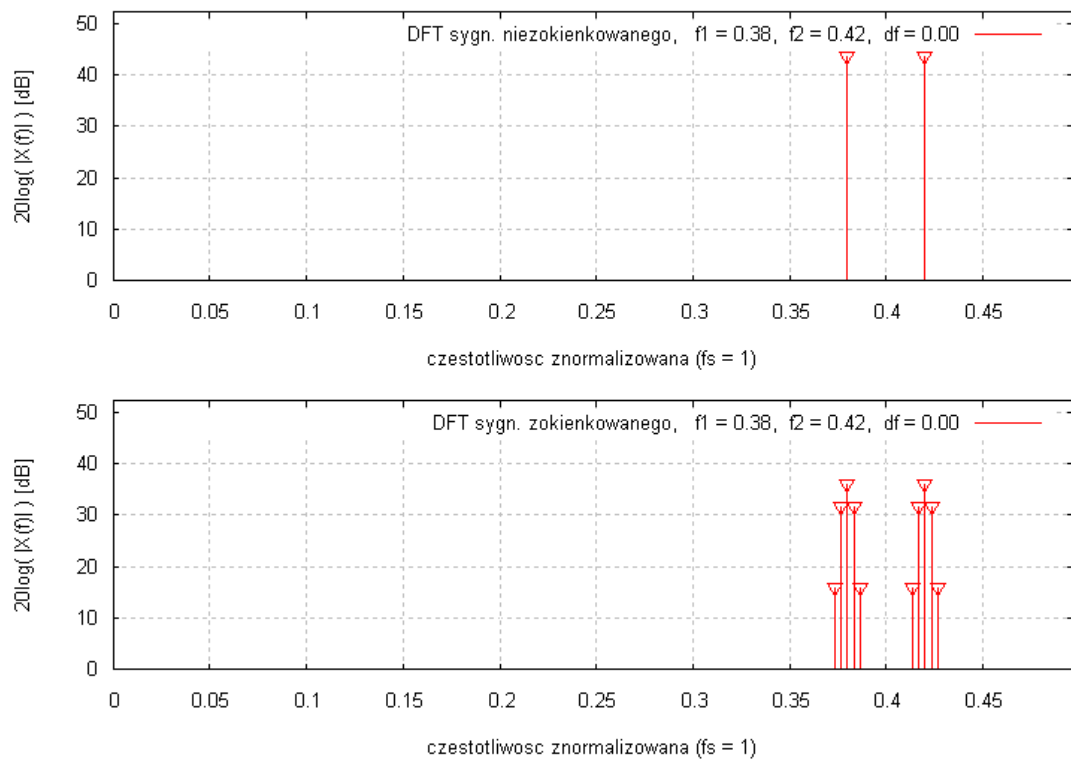 DFT sygn. niezokienkowanego, f1 = 0.38, f2 = 0.42, df = 0.00
50
40
30
20
10
0
20log( |X(f)| ) [dB]
0 0.05 0.1 0.15 0.2 0.25 0.3 0.35 0.4 0.45
czestotliwosc znormalizowana (fs = 1)
DFT sygn. zokienkowanego, f1 = 0.38, f2 = 0.42, df = 0.00
50
40
30
20
10
0
20log( |X(f)| ) [dB]
0 0.05 0.1 0.15 0.2 0.25 0.3 0.35 0.4 0.45
czestotliwosc znormalizowana (fs = 1)